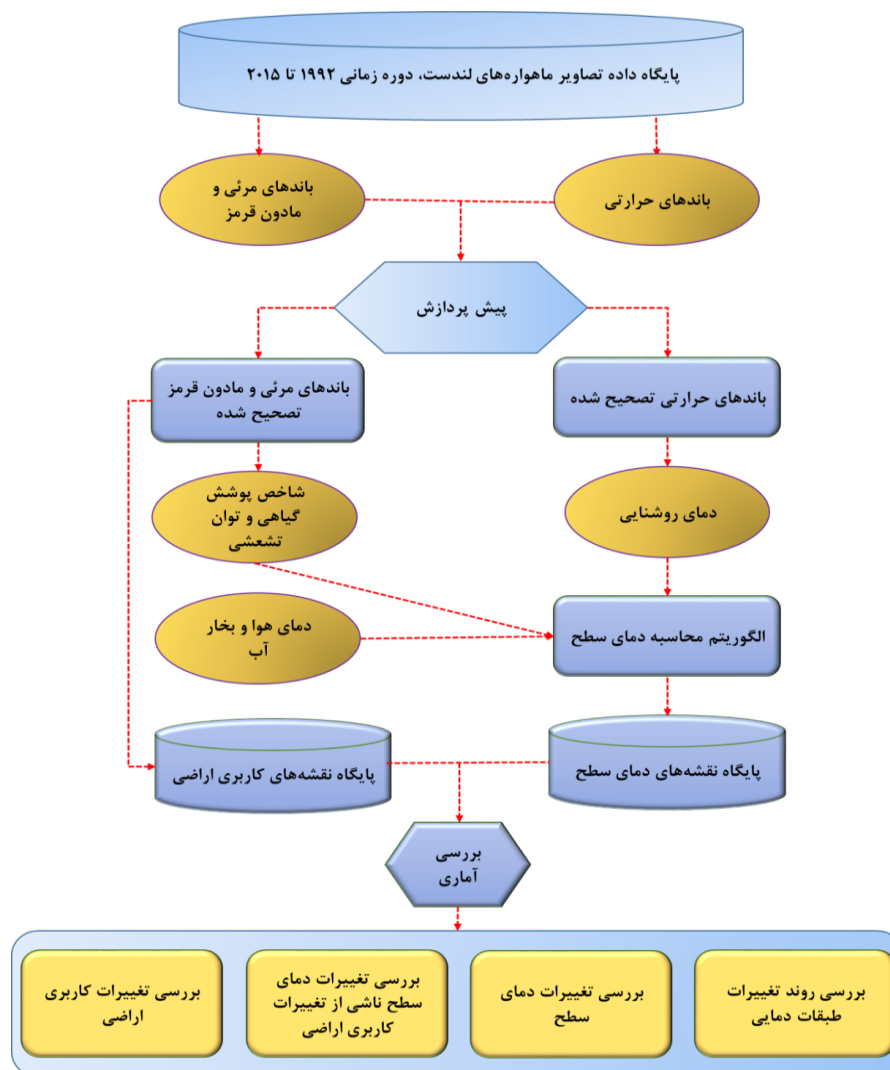 پایگاه داده تصاویر ماهواره‌های لندست، دوره زمانی ۱۹۹۲ تا ۲۰۱۵
باندهای حرارتی
باندهای مرئی و
مادون قرمز
پیش پردازش
باندهای حرارتی تصحیح شده
باندهای مرئی و مادون قرمز
تصحیح شده
دمای روشنایی
شاخص پوشش
گیاهی و توان
تشعشی
الگوریتم محاسبه دمای سطح
دمای هوا و بخار
آب
پایگاه نقشه‌های دمای سطح
پایگاه نقشه‌های کاربری اراضی
بررسی
آماری
بررسی روند تغییرات
طبقات دمایی
بررسی تغییرات دمای
سطح
بررسی تغییرات دمای
سطح ناشی از تغییرات
کاربری اراضی
بررسی تغییرات کاربری
اراضی